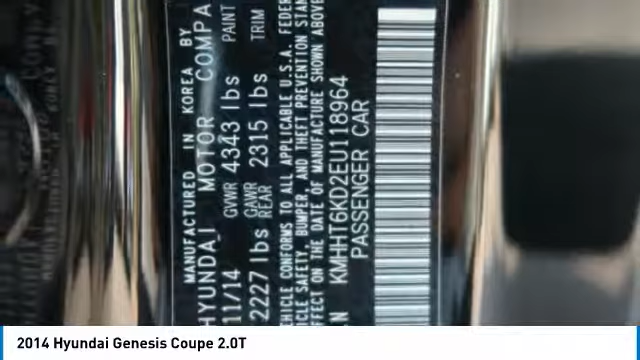 MANUFACTURED IN KOREA BY
HYUNDAI MOTOR COMPA
11/14 GVWR 4343 lbs PAINT
2227 lbs GAWR REAR 2315 lbs TRIM
EHICLE CONFORMS TO ALL APPLICABLE U.S.A. FEDER
ICLE SAFETY, BUMPER, AND THEFT PREVENTION STAN
EFFECT ON THE DATE OF MANUFACTURE SHOWN ABOVE
N KMHHT6KD2EU118964
PASSENGER CAR
2014 Hyundai Genesis Coupe 2.0T